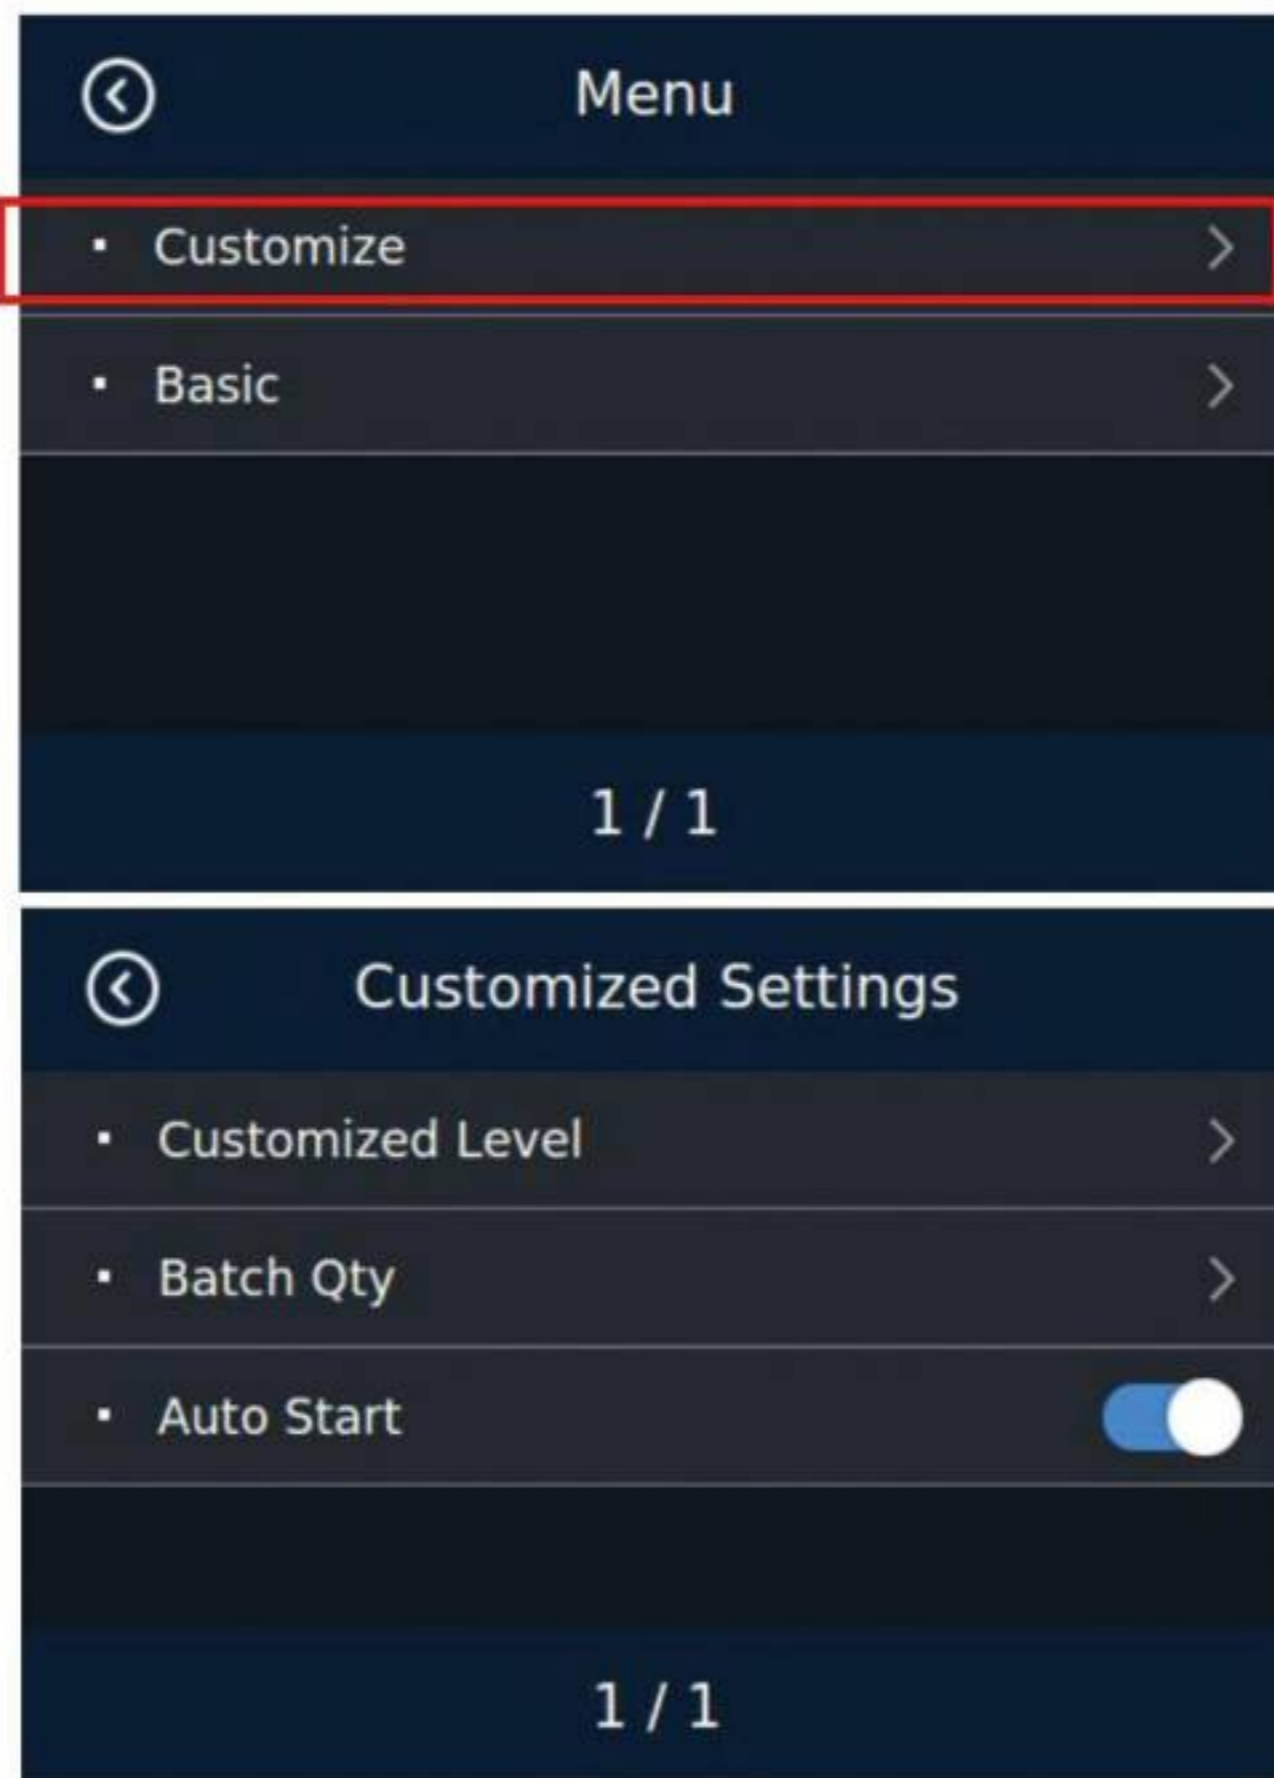 Menu
Customize
Basic
1 / 1
Customized Settings
Customized Level
Batch Qty
Auto Start
1 / 1